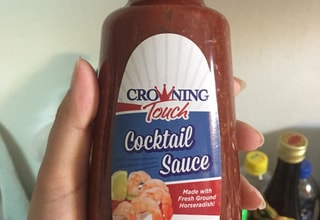 CROWNING
Touch
Cocktail
Sauce
Made with
Fresh Ground
Horseradish!